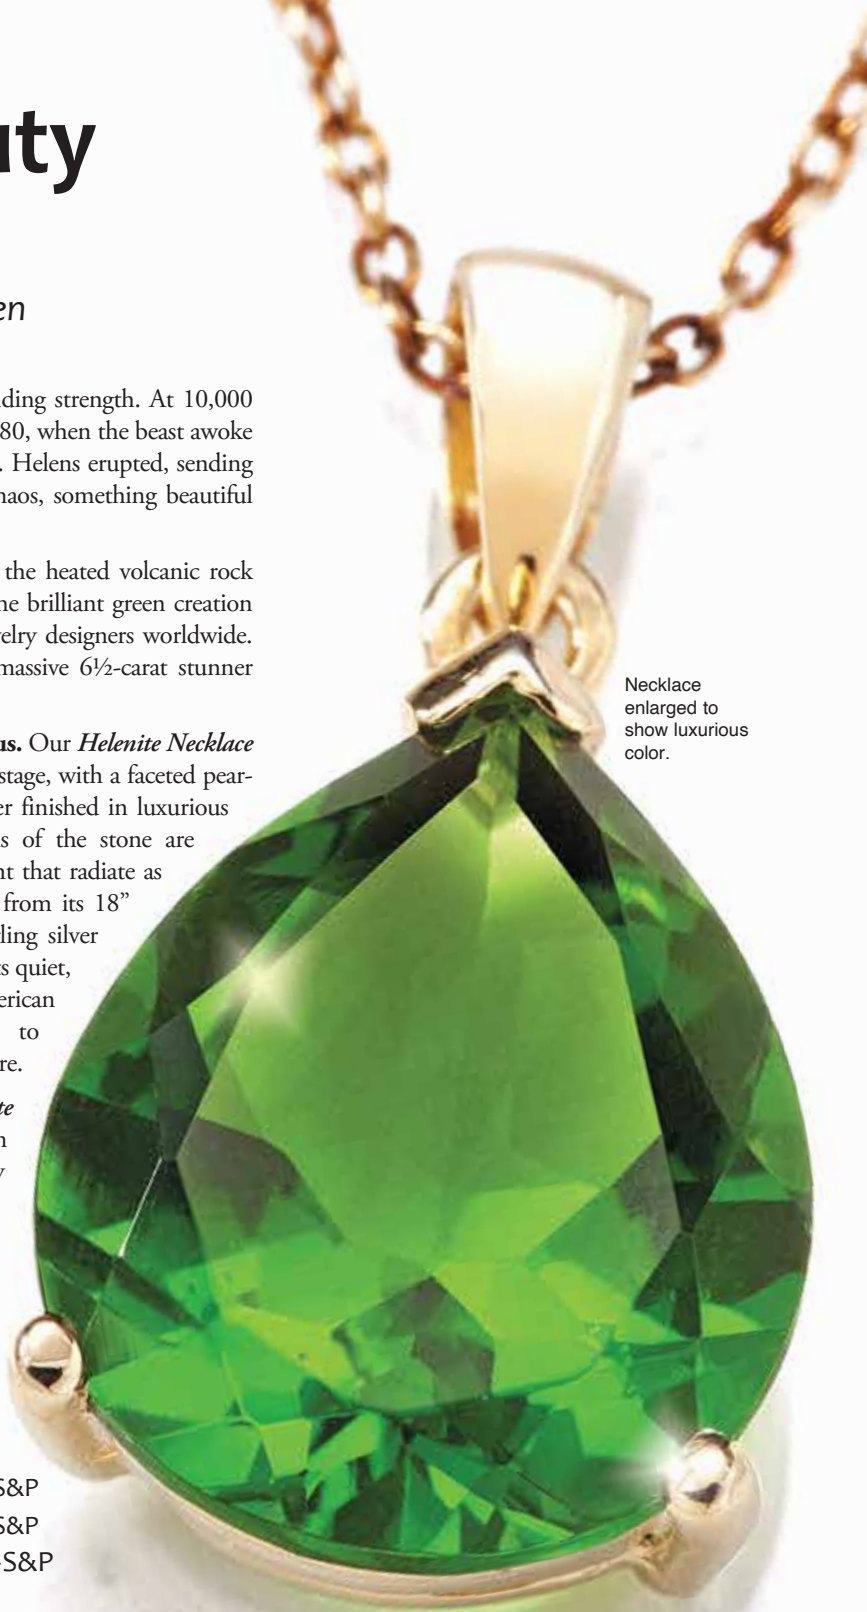 uty
en
ding strength. At 10,000
80, when the beast awoke
. Helens erupted, sending
haos, something beautiful
the heated volcanic rock
he brilliant green creation
elry designers worldwide.
massive 6½-carat stunner
us. Our Helenite Necklace
stage, with a faceted pear-
er finished in luxurious
s of the stone are
nt that radiate as
from its 18”
ling silver
s quiet,
erican
to
re.
te
n
y
Necklace
enlarged to
show luxurious
color.
S&P
S&P
S&P